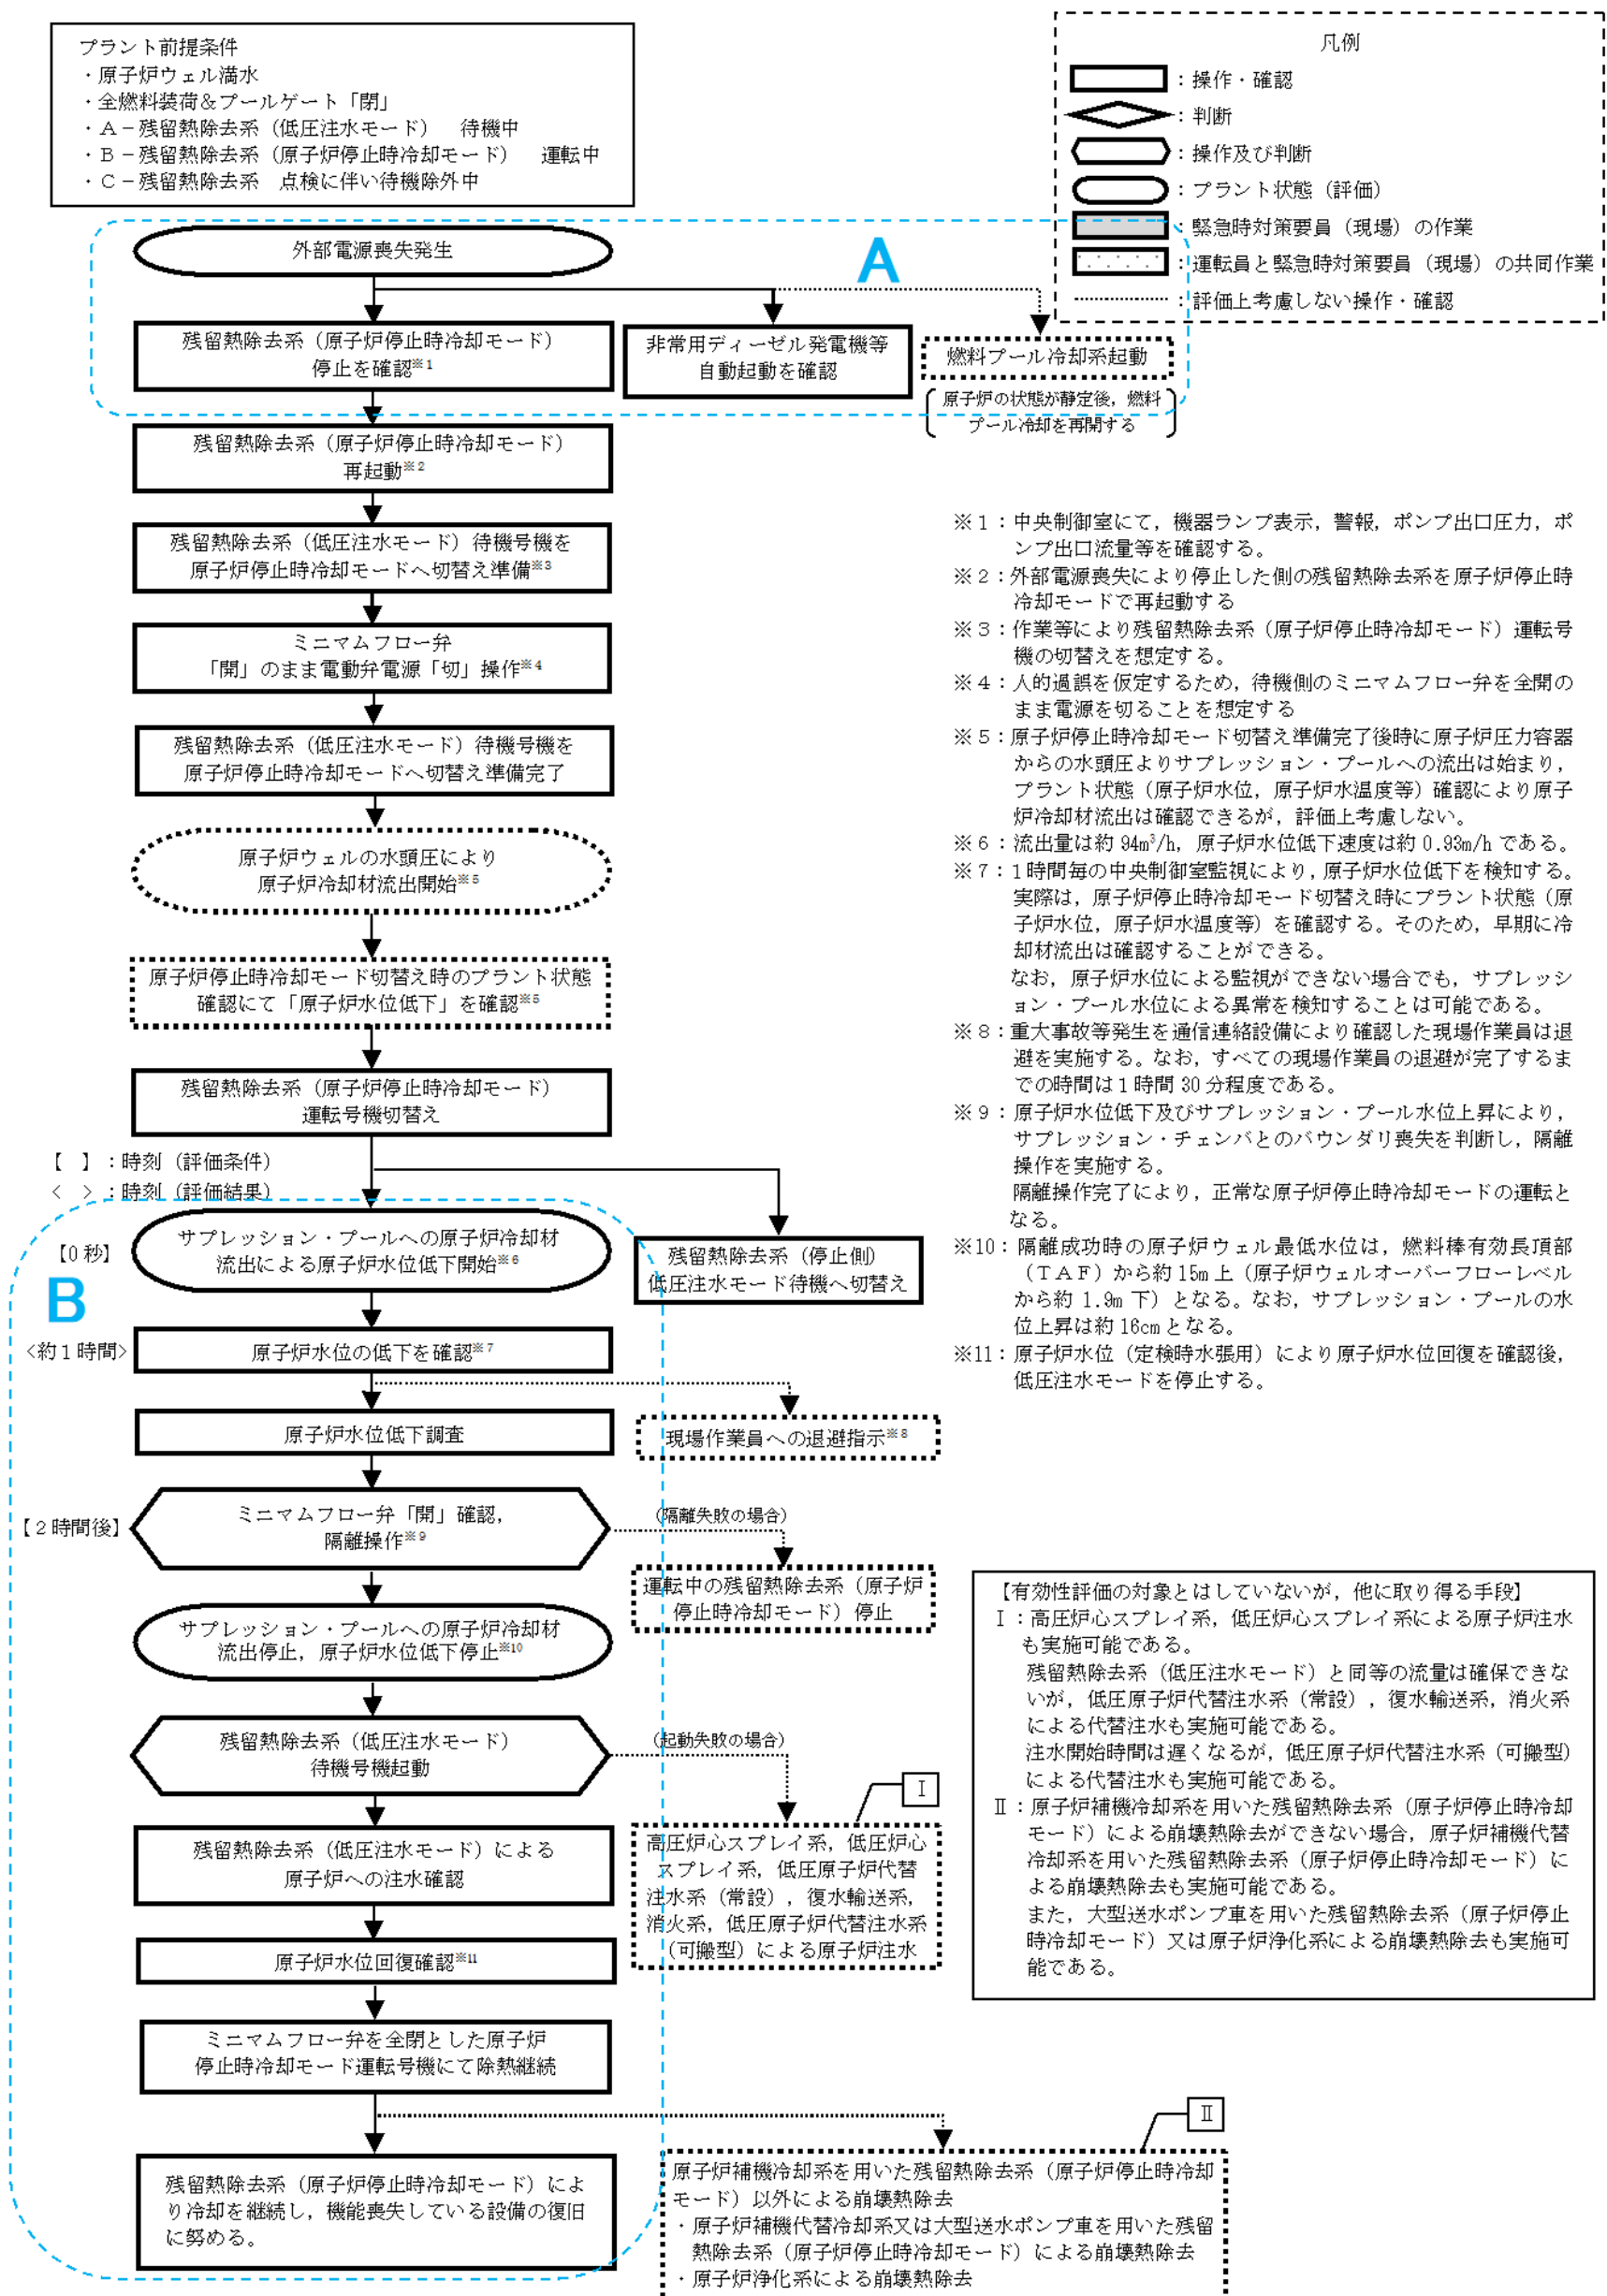 プラント前提条件
・原子炉ウェル満水
・全燃料装荷＆プールゲート「閉」
・A－残留熱除去系（低圧注水モード）　待機中
・B－残留熱除去系（原子炉停止時冷却モード）　運転中
・C－残留熱除去系　点検に伴い待機除外中
凡例
：操作・確認
：判断
：操作及び判断
：プラント状態（評価）
：緊急時対策要員（現場）の作業
：運転員と緊急時対策要員（現場）の共同作業
：評価上考慮しない操作・確認
A
外部電源喪失発生
残留熱除去系（原子炉停止時冷却モード）
停止を確認※1
非常用ディーゼル発電機等
自動起動を確認
燃料プール冷却系起動
原子炉の状態が静定後，燃料
プール冷却を再開する
残留熱除去系（原子炉停止時冷却モード）
再起動※2
残留熱除去系（低圧注水モード）待機号機を
原子炉停止時冷却モードへ切替え準備※3
ミニマムフロー弁
「開」のまま電動弁電源「切」操作※4
残留熱除去系（低圧注水モード）待機号機を
原子炉停止時冷却モードへ切替え準備完了
原子炉ウェルの水頭圧により
原子炉冷却材流出開始※5
原子炉停止時冷却モード切替え時のプラント状態
確認にて「原子炉水位低下」を確認※5
残留熱除去系（原子炉停止時冷却モード）
運転号機切替え
※1：中央制御室にて，機器ランプ表示，警報，ポンプ出口圧力，ポ
ンプ出口流量等を確認する。
※2：外部電源喪失により停止した側の残留熱除去系を原子炉停止時
冷却モードで再起動する
※3：作業等により残留熱除去系（原子炉停止時冷却モード）運転号
機の切替えを想定する。
※4：人的過誤を仮定するため，待機側のミニマムフロー弁を全開の
まま電源を切ることを想定する
※5：原子炉停止時冷却モード切替え準備完了後時に原子炉圧力容器
からの水頭圧よりサプレッション・プールへの流出は始まり，
プラント状態（原子炉水位，原子炉水温度等）確認により原子
炉冷却材流出は確認できるが，評価上考慮しない。
※6：流出量は約 94m³/h，原子炉水位低下速度は約 0.93m/h である。
※7：1時間毎の中央制御室監視により，原子炉水位低下を検知する。
実際は，原子炉停止時冷却モード切替え時にプラント状態（原
子炉水位，原子炉水温度等）を確認する。そのため，早期に冷
却材流出は確認することができる。
なお，原子炉水位による監視ができない場合でも，サプレッシ
ョン・プール水位による異常を検知することは可能である。
※8：重大事故等発生を通信連絡設備により確認した現場作業員は退
避を実施する。なお，すべての現場作業員の退避が完了するま
での時間は1時間 30 分程度である。
※9：原子炉水位低下及びサプレッション・プール水位上昇により，
サプレッション・チェンバとのバウンダリ喪失を判断し，隔離
操作を実施する。
隔離操作完了により，正常な原子炉停止時冷却モードの運転と
なる。
※10：隔離成功時の原子炉ウェル最低水位は，燃料棒有効長頂部
（TAF）から約 15m 上（原子炉ウェルオーバーフローレベル
から約 1.9m 下）となる。なお，サプレッション・プールの水
位上昇は約 16cm となる。
※11：原子炉水位（定検時水張用）により原子炉水位回復を確認後，
低圧注水モードを停止する。
【　】：時刻（評価条件）
＜　＞：時刻（評価結果）
B
【0秒】
サプレッション・プールへの原子炉冷却材
流出による原子炉水位低下開始※6
残留熱除去系（停止側）
低圧注水モード待機へ切替え
＜約1時間＞
原子炉水位の低下を確認※7
原子炉水位低下調査
現場作業員への退避指示※8
【2時間後】
ミニマムフロー弁「開」確認，
隔離操作※9
（隔離失敗の場合）
運転中の残留熱除去系（原子炉
停止時冷却モード）停止
サプレッション・プールへの原子炉冷却材
流出停止，原子炉水位低下停止※10
残留熱除去系（低圧注水モード）
待機号機起動
（起動失敗の場合）
Ⅰ
高圧炉心スプレイ系，低圧炉心
スプレイ系，低圧原子炉代替
注水系（常設），復水輸送系，
消火系，低圧原子炉代替注水系
（可搬型）による原子炉注水
残留熱除去系（低圧注水モード）による
原子炉への注水確認
原子炉水位回復確認※11
ミニマムフロー弁を全閉とした原子炉
停止時冷却モード運転号機にて除熱継続
残留熱除去系（原子炉停止時冷却モード）によ
り冷却を継続し，機能喪失している設備の復旧
に努める。
Ⅱ
原子炉補機冷却系を用いた残留熱除去系（原子炉停止時冷却
モード）以外による崩壊熱除去
・原子炉補機代替冷却系又は大型送水ポンプ車を用いた残留
熱除去系（原子炉停止時冷却モード）による崩壊熱除去
・原子炉浄化系による崩壊熱除去
【有効性評価の対象とはしていないが，他に取り得る手段】
Ⅰ：高圧炉心スプレイ系，低圧炉心スプレイ系による原子炉注水
も実施可能である。
残留熱除去系（低圧注水モード）と同等の流量は確保できな
いが，低圧原子炉代替注水系（常設），復水輸送系，消火系
による代替注水も実施可能である。
注水開始時間は遅くなるが，低圧原子炉代替注水系（可搬型）
による代替注水も実施可能である。
Ⅱ：原子炉補機冷却系を用いた残留熱除去系（原子炉停止時冷却
モード）による崩壊熱除去ができない場合，原子炉補機代替
冷却系を用いた残留熱除去系（原子炉停止時冷却モード）に
よる崩壊熱除去も実施可能である。
また，大型送水ポンプ車を用いた残留熱除去系（原子炉停止
時冷却モード）又は原子炉浄化系による崩壊熱除去も実施可
能である。